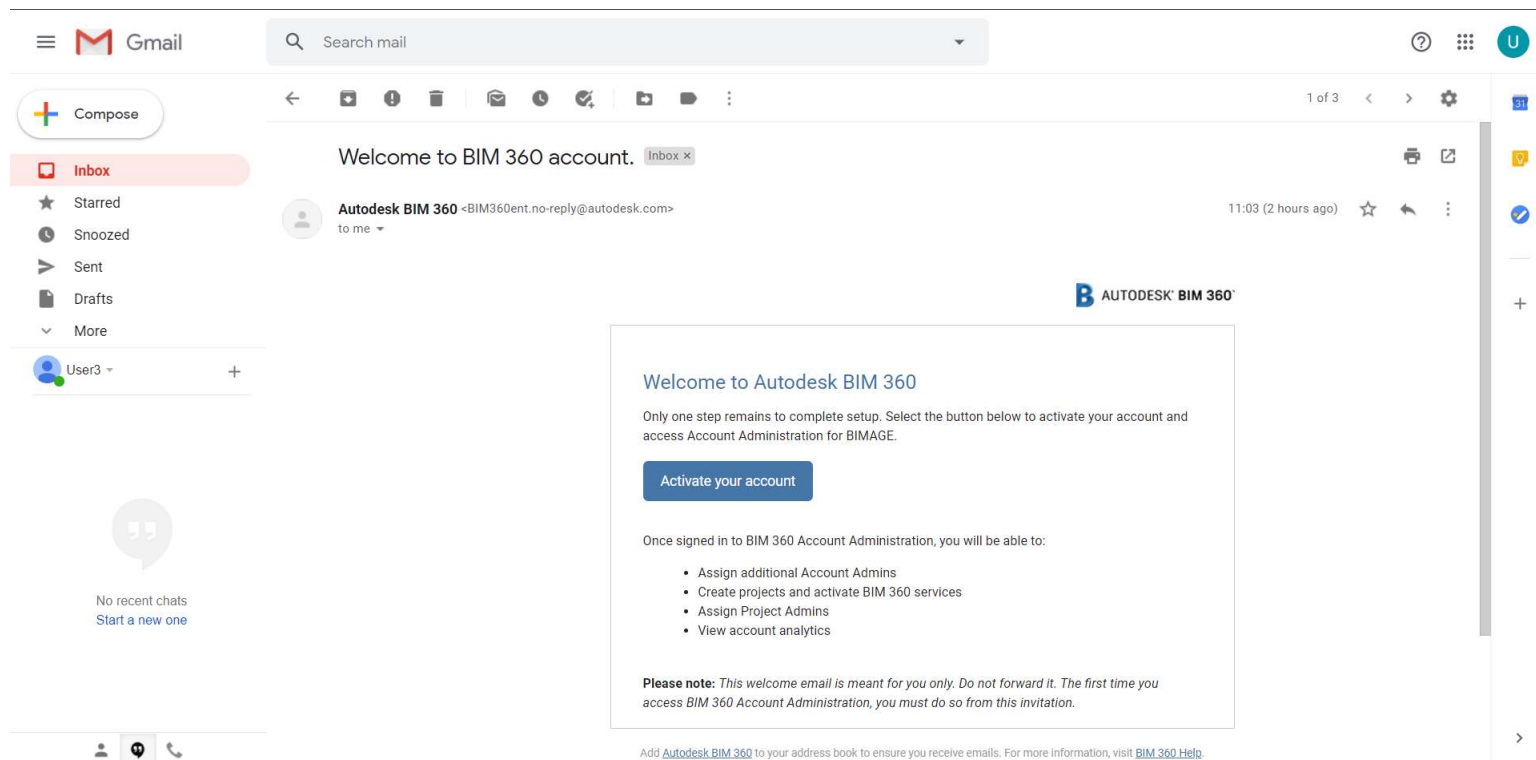 Gmail
Search mail
U
Compose
1 of 3
31
Welcome to BIM 360 account. Inbox ×
Inbox
Starred
Autodesk BIM 360 <BIM360ent.no-reply@autodesk.com>
11:03 (2 hours ago)
to me
Snoozed
Sent
Drafts
More
AUTODESK® BIM 360™
User3
Welcome to Autodesk BIM 360
Only one step remains to complete setup. Select the button below to activate your account and
access Account Administration for BIMAGE.
Activate your account
Once signed in to BIM 360 Account Administration, you will be able to:
• Assign additional Account Admins
• Create projects and activate BIM 360 services
• Assign Project Admins
• View account analytics
No recent chats
Start a new one
Please note: This welcome email is meant for you only. Do not forward it. The first time you
access BIM 360 Account Administration, you must do so from this invitation.
Add Autodesk BIM 360 to your address book to ensure you receive emails. For more information, visit BIM 360 Help.